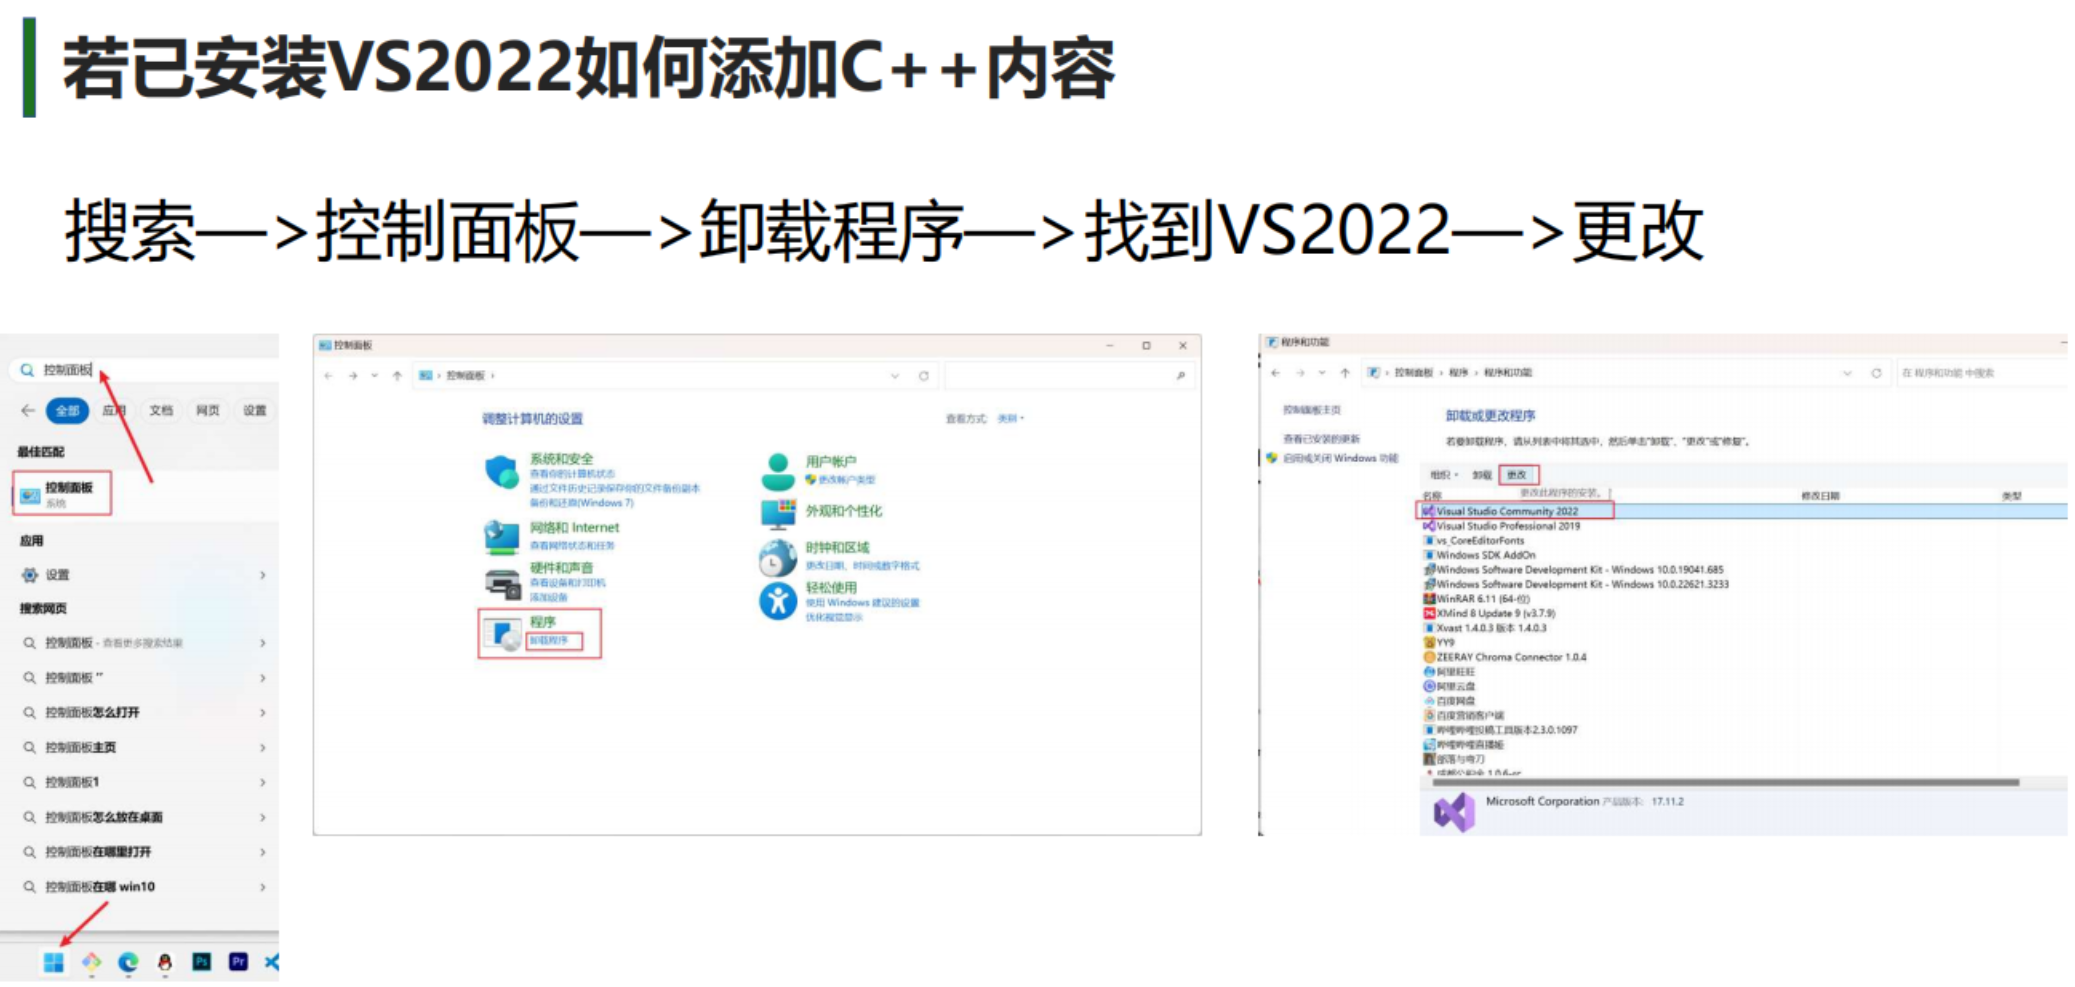 若已安装VS2022如何添加C++内容
搜索—>控制面板—>卸载程序—>找到VS2022—>更改
控制面板
全部 应用 文档 网页 设置
最佳匹配
控制面板
系统
应用
设置
搜索网页
控制面板 - 查看更多搜索结果
控制面板 "
控制面板怎么打开
控制面板主页
控制面板1
控制面板怎么放在桌面
控制面板在哪里打开
控制面板在哪 win10
Ps Pr
控制面板
控制面板
调整计算机的设置
查看方式: 类别
系统和安全
查看你的计算机状态
通过文件历史记录保存你的文件备份副本
备份和还原(Windows 7)
网络和 Internet
查看网络状态和任务
硬件和声音
查看设备和打印机
添加设备
程序
卸载程序
用户帐户
更改帐户类型
外观和个性化
时钟和区域
更改日期、时间或数字格式
轻松使用
使用 Windows 建议的设置
优化视觉显示
程序和功能
控制面板 › 程序 › 程序和功能
在 程序和功能 中搜索
控制面板主页
查看已安装的更新
启用或关闭 Windows 功能
卸载或更改程序
若要卸载程序，请从列表中将其选中，然后单击"卸载"、"更改"或"修复"。
组织 卸载 更改
更改此程序的安装。
名称 修改日期 类型
Visual Studio Community 2022
Visual Studio Professional 2019
vs_CoreEditorFonts
Windows SDK AddOn
Windows Software Development Kit - Windows 10.0.19041.685
Windows Software Development Kit - Windows 10.0.22621.3233
WinRAR 6.11 (64-位)
XMind 8 Update 9 (v3.7.9)
Xvast 1.4.0.3 版本 1.4.0.3
YY9
ZEERAY Chroma Connector 1.0.4
阿里旺旺
阿里云盘
百度网盘
百度营销客户端
哔哩哔哩投稿工具版本2.3.0.1097
哔哩哔哩直播姬
部落与弯刀
Microsoft Corporation 产品版本: 17.11.2